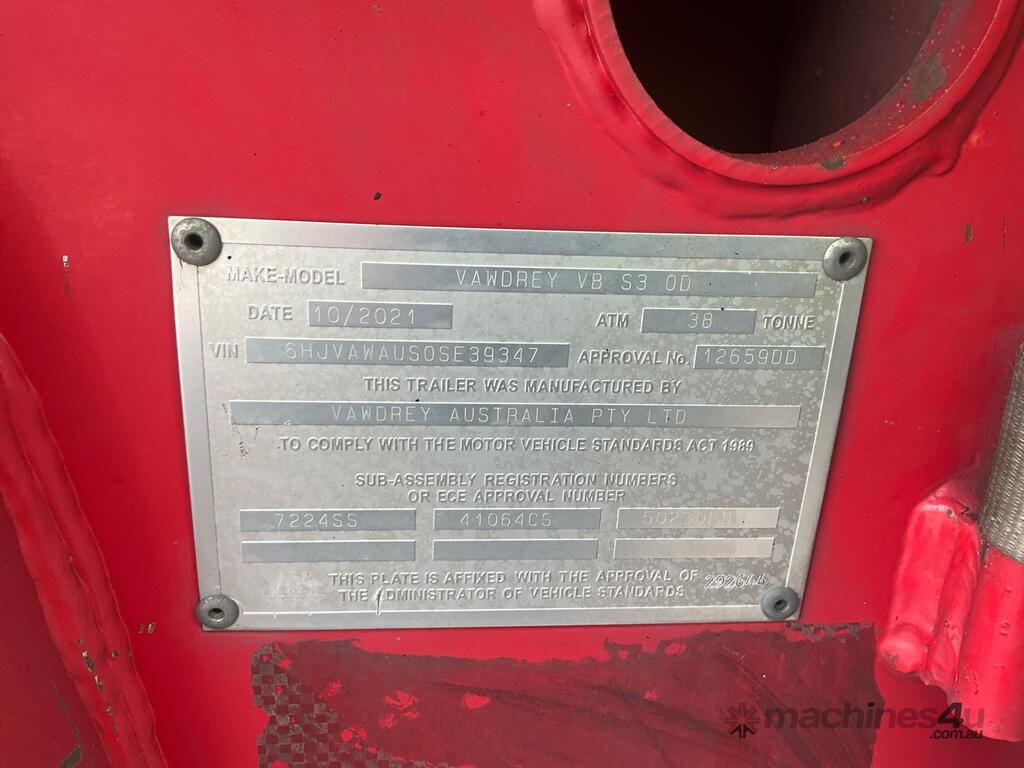 MAKE-MODEL VAWDREY VB S3 OD
DATE 10/2021 ATM 38 TONNE
VIN 6HJVAWAUSOSE39347 APPROVAL No. 12659DD
THIS TRAILER WAS MANUFACTURED BY
VAWDREY AUSTRALIA PTY LTD
TO COMPLY WITH THE MOTOR VEHICLE STANDARDS ACT 1989
SUB-ASSEMBLY REGISTRATION NUMBERS
OR ECE APPROVAL NUMBER
7224SS 41064CS
THIS PLATE IS AFFIXED WITH THE APPROVAL OF 292644
THE ADMINISTRATOR OF VEHICLE STANDARDS
machines4u
.com.au